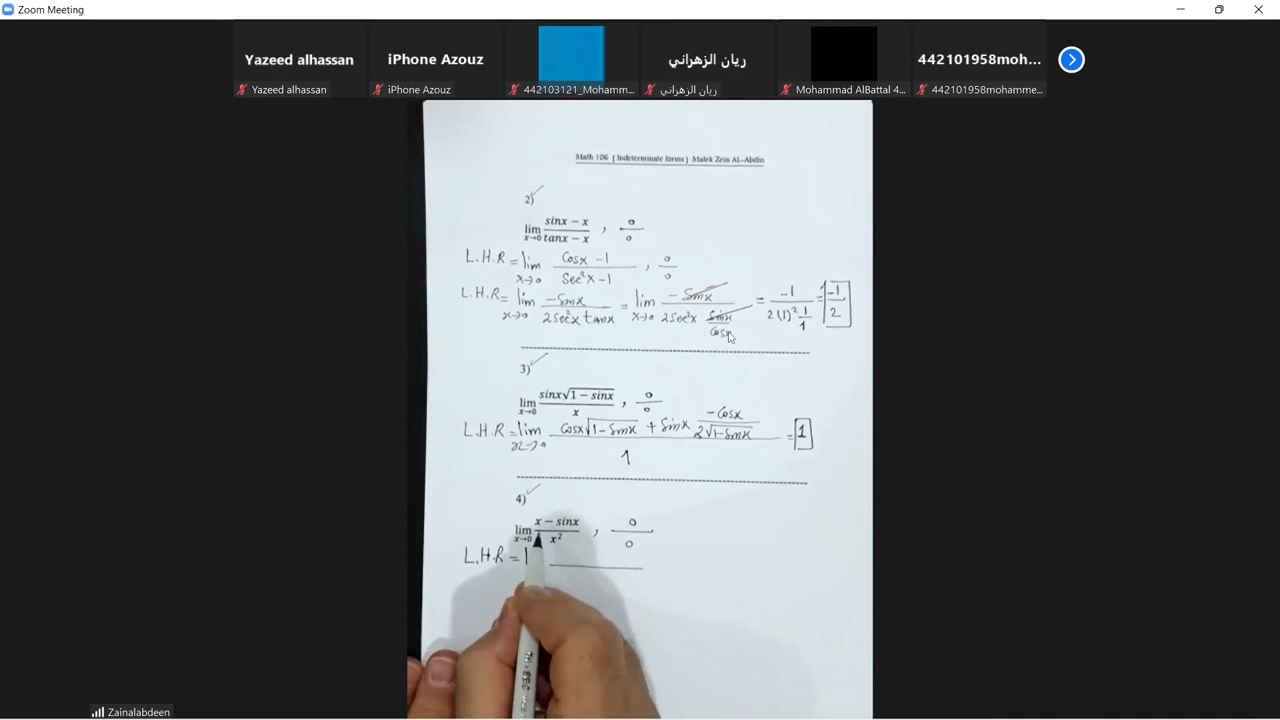 Zoom Meeting
Yazeed alhassan
iPhone Azouz
ريان الزهراني
442101958moh...
Yazeed alhassan
iPhone Azouz
442103121_Mohamm...
ريان الزهراني
Mohammad AlBattal 4...
442101958mohamme...
Math 106 ( Indeterminate forms ) Malek Zein AL-Abdin
2)
lim x→0 (sinx − x)/(tanx − x) , 0/0
L.H.R = lim x→0 (Cosx − 1)/(Sec²x − 1) , 0/0
L.H.R = lim x→0 (−Sinx)/(2Sec²x tanx) = lim x→0 (−Sinx)/(2Sec²x Sinx/Cosx) = −1/(2(1)² 1/1) = −1/2
3)
lim x→0 (sinx√(1 − sinx))/x , 0/0
L.H.R = lim x→0 (Cosx√(1−Sinx) + Sinx (−Cosx)/(2√(1−Sinx)))/1 = 1
4)
lim x→0 (x − sinx)/x² , 0/0
L.H.R = l
Zainalabdeen